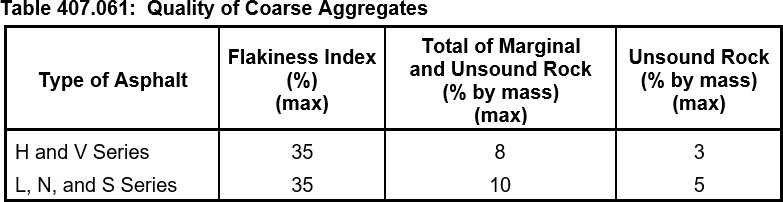 Table 407.061: Quality of Coarse Aggregates
Type of Asphalt
Flakiness Index
(%)
(max)
Total of Marginal
and Unsound Rock
(% by mass)
(max)
Unsound Rock
(% by mass)
(max)
H and V Series 35 8 3
L, N, and S Series 35 10 5